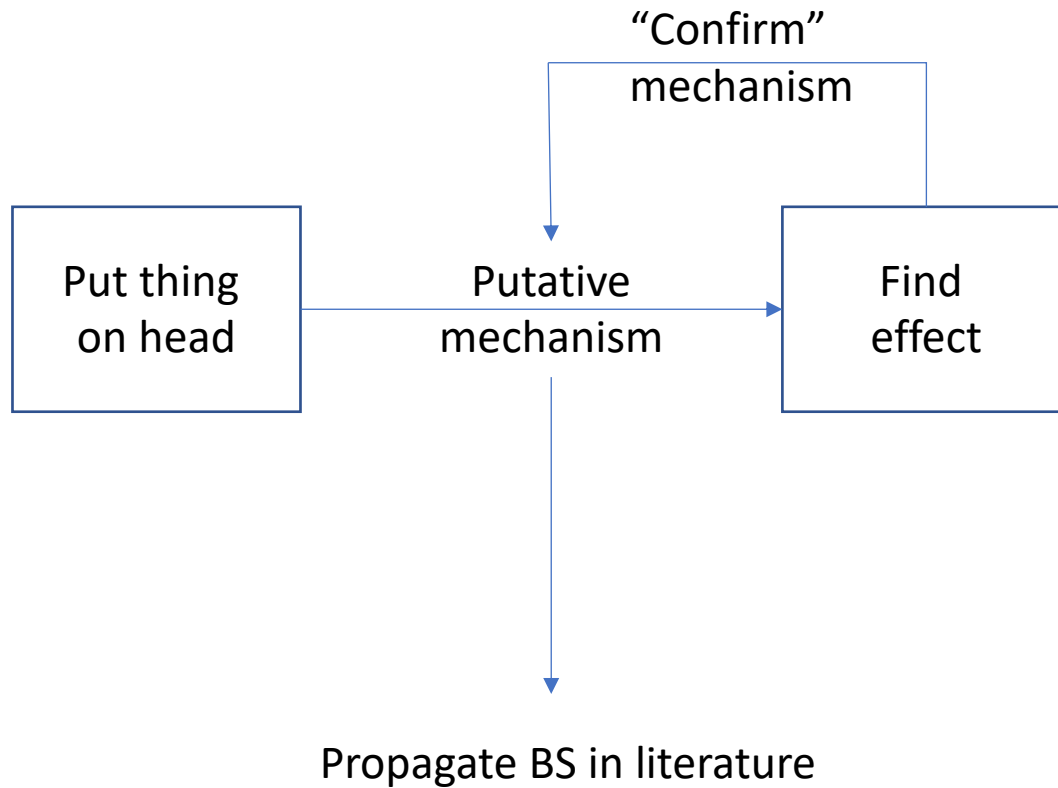 “Confirm”
mechanism
Put thing
on head
Putative
mechanism
Find
effect
Propagate BS in literature